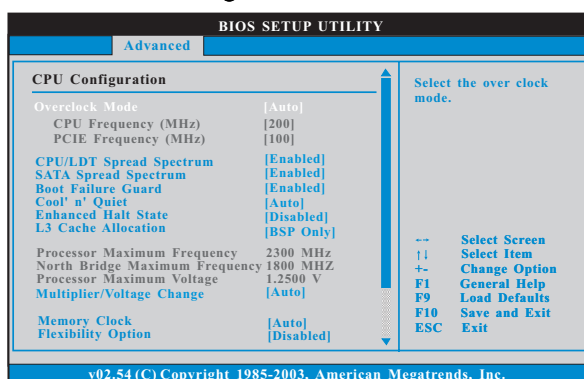 BIOS SETUP UTILITY
Advanced
CPU Configuration
Overclock Mode [Auto]
CPU Frequency (MHz) [200]
PCIE Frequency (MHz) [100]
CPU/LDT Spread Spectrum [Enabled]
SATA Spread Spectrum [Enabled]
Boot Failure Guard [Enabled]
Cool' n' Quiet [Auto]
Enhanced Halt State [Disabled]
L3 Cache Allocation [BSP Only]
Processor Maximum Frequency 2300 MHz
North Bridge Maximum Frequency 1800 MHZ
Processor Maximum Voltage 1.2500 V
Multiplier/Voltage Change [Auto]
Memory Clock [Auto]
Flexibility Option [Disabled]
Select the over clock
mode.
←→ Select Screen
↑↓ Select Item
+- Change Option
F1 General Help
F9 Load Defaults
F10 Save and Exit
ESC Exit
v02.54 (C) Copyright 1985-2003, American Megatrends, Inc.